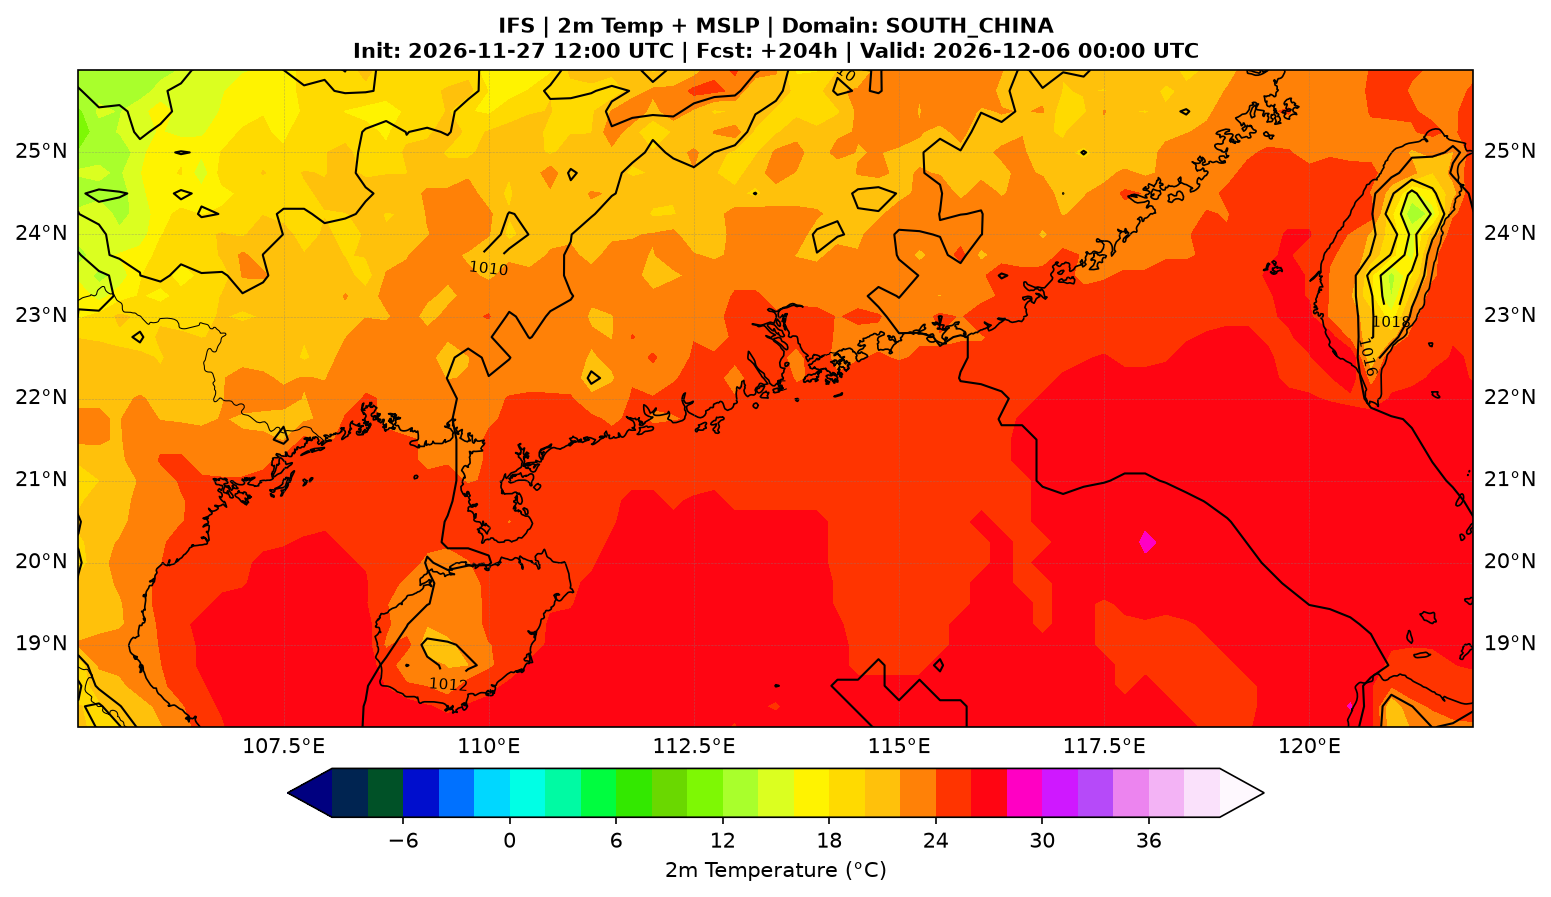 IFS | 2m Temp + MSLP | Domain: SOUTH_CHINA
Init: 2026-11-27 12:00 UTC | Fcst: +204h | Valid: 2026-12-06 00:00 UTC
10
25°N 25°N
24°N 24°N
1010
23°N 23°N
1018
1016
22°N 22°N
21°N 21°N
20°N 20°N
19°N 19°N
1012
107.5°E 110°E 112.5°E 115°E 117.5°E 120°E
−6 0 6 12 18 24 30 36
2m Temperature (°C)